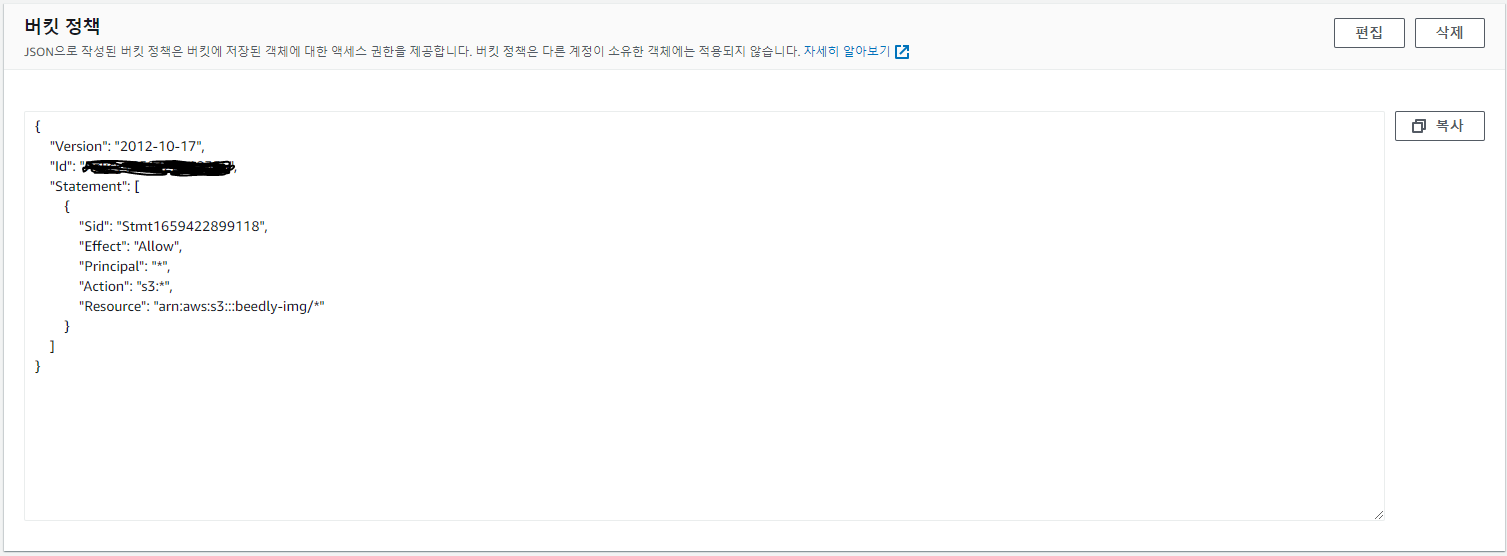 버킷 정책
JSON으로 작성된 버킷 정책은 버킷에 저장된 객체에 대한 액세스 권한을 제공합니다. 버킷 정책은 다른 계정이 소유한 객체에는 적용되지 않습니다. 자세히 알아보기
편집
삭제
{
"Version": "2012-10-17",
"Id": "
"Statement": [
{
"Sid": "Stmt1659422899118",
"Effect": "Allow",
"Principal": "*",
"Action": "s3:*",
"Resource": "arn:aws:s3:::beedly-img/*"
}
]
}
복사